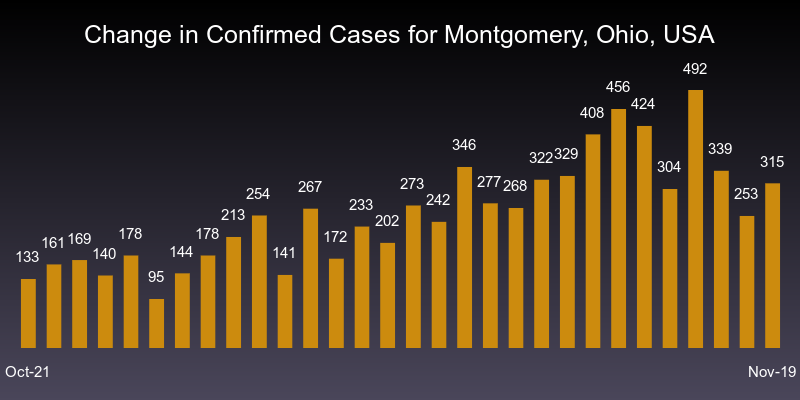 Change in Confirmed Cases for Montgomery, Ohio, USA
133 161 169 140 178 95 144 178 213 254 141 267 172 233 202 273 242 346 277 268 322 329 408 456 424 304 492 339 253 315
Oct-21 Nov-19